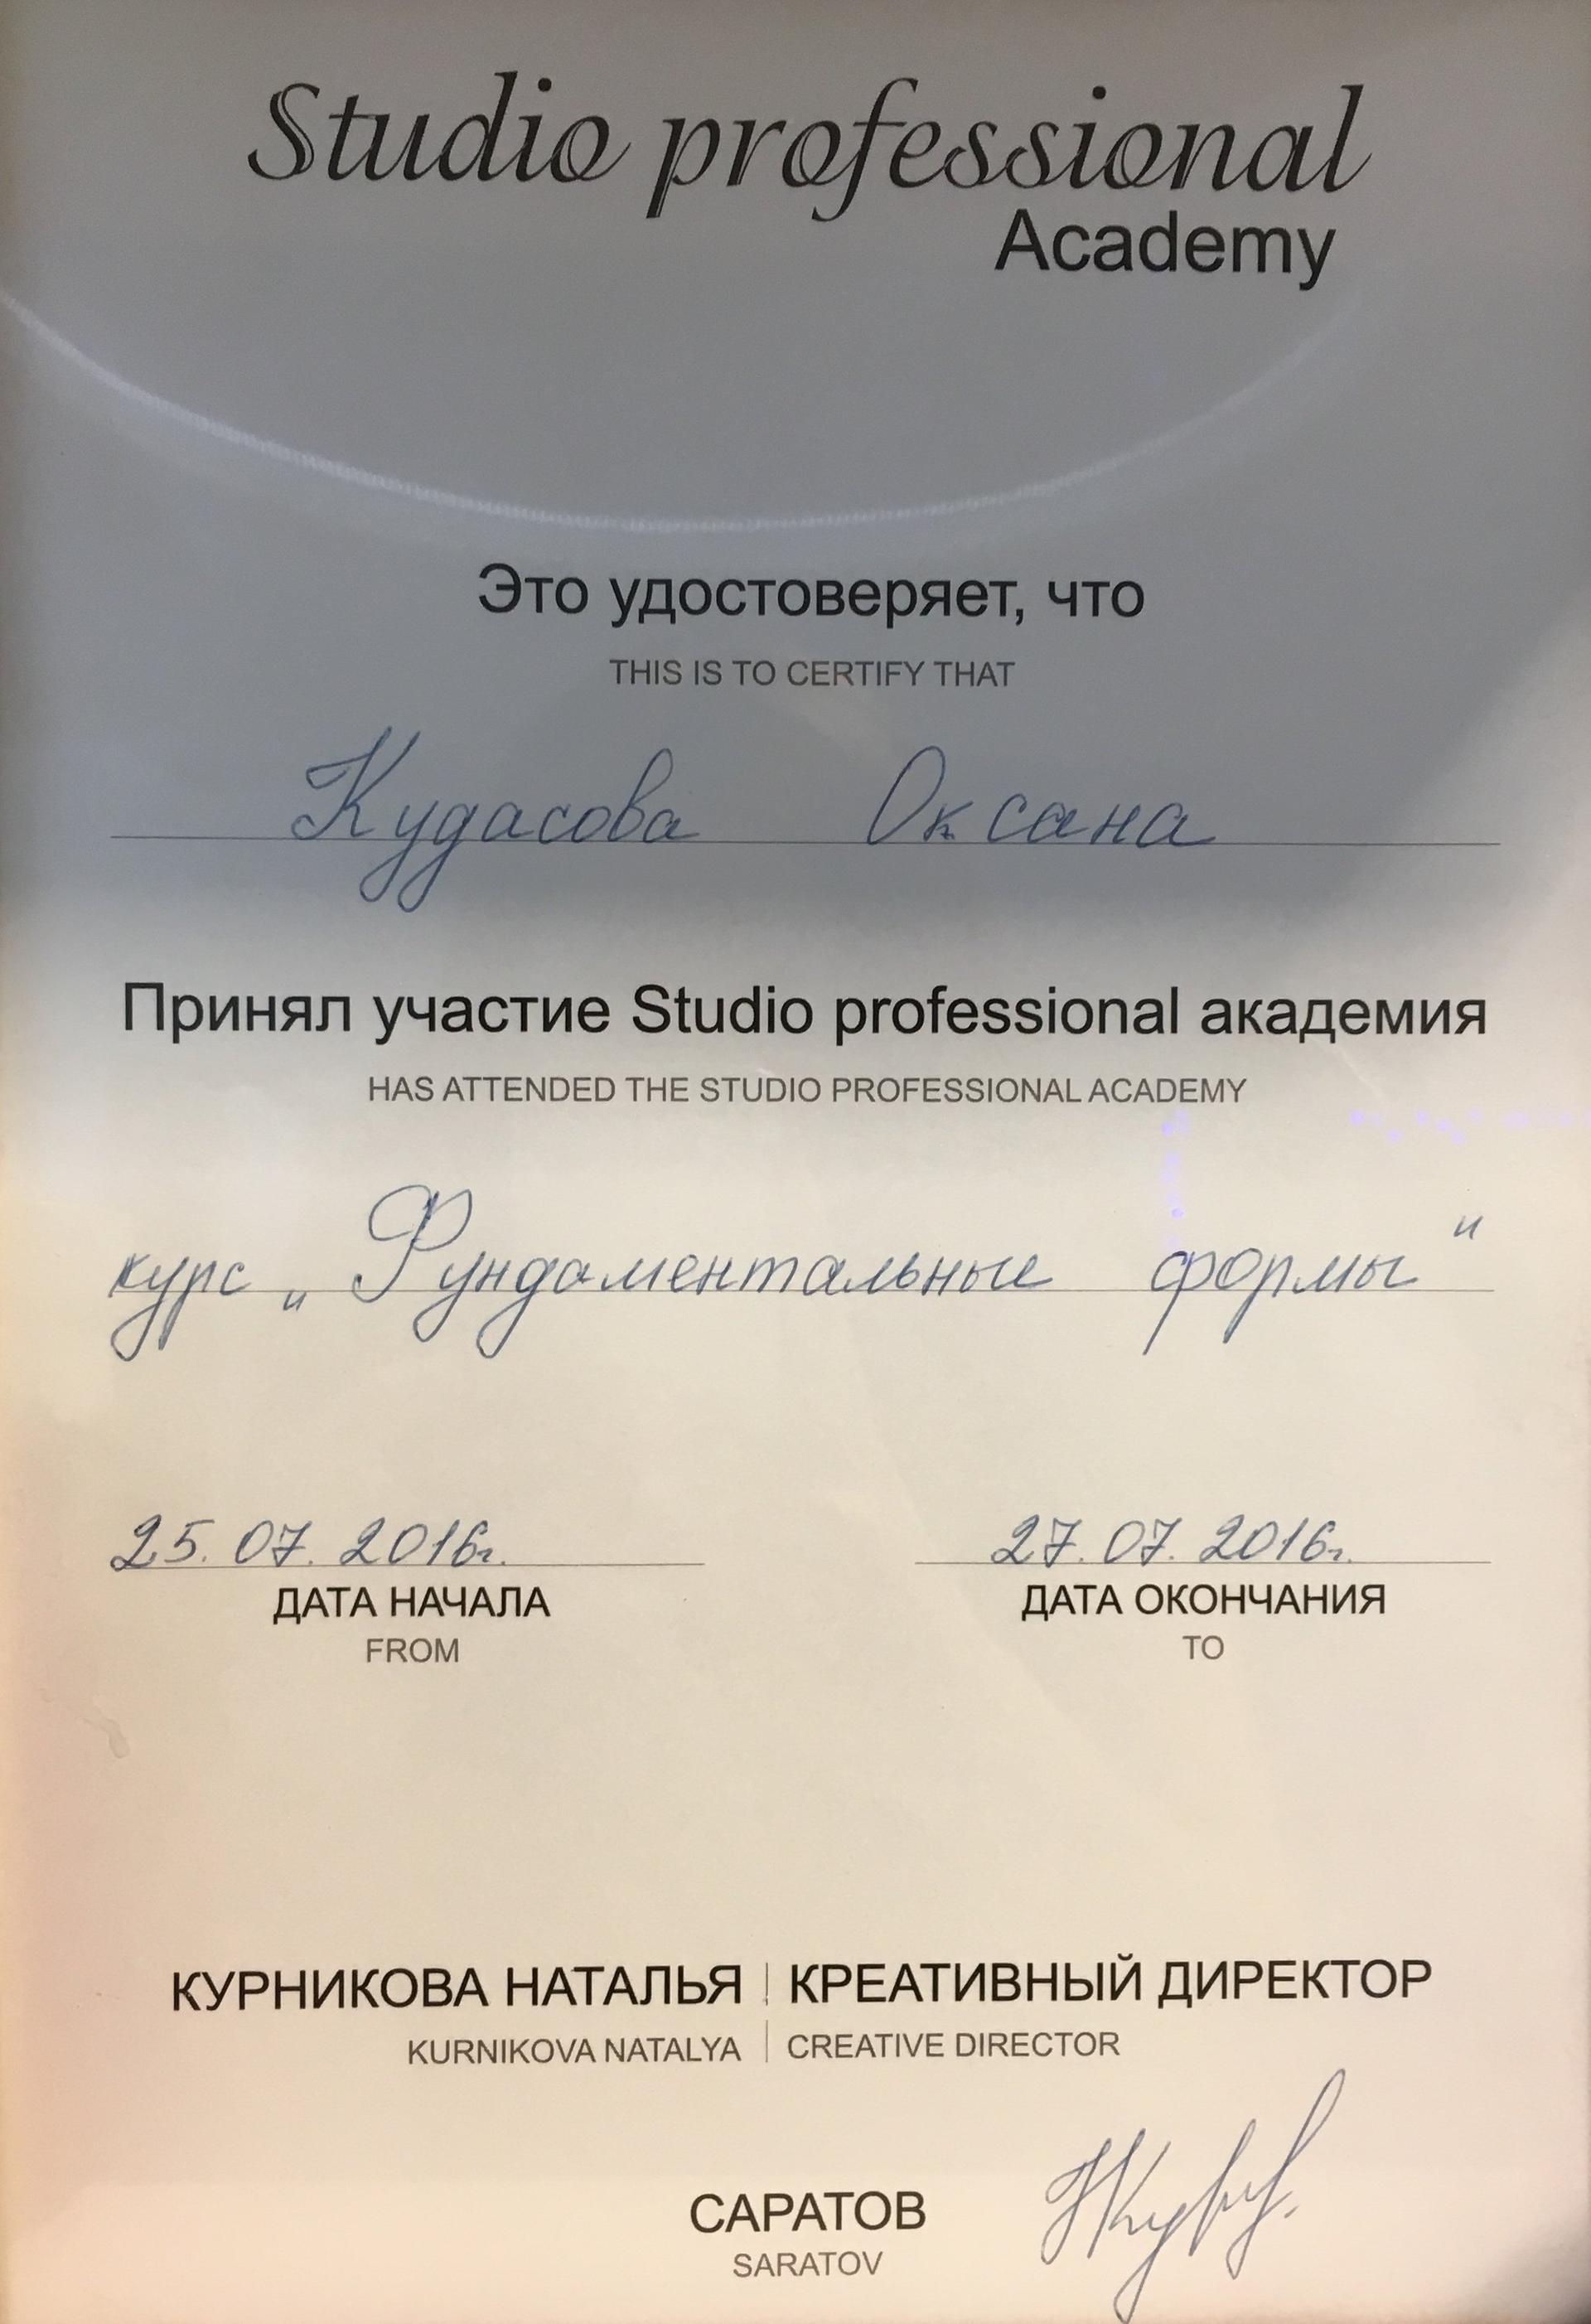 Studio professional
Academy
Это удостоверяет, что
THIS IS TO CERTIFY THAT
Кудасова Оксана
Принял участие Studio professional академия
HAS ATTENDED THE STUDIO PROFESSIONAL ACADEMY
курс „Фундаментальные формы“
25.07.2016г. 27.07.2016г.
ДАТА НАЧАЛА ДАТА ОКОНЧАНИЯ
FROM TO
КУРНИКОВА НАТАЛЬЯ | КРЕАТИВНЫЙ ДИРЕКТОР
KURNIKOVA NATALYA | CREATIVE DIRECTOR
САРАТОВ
SARATOV